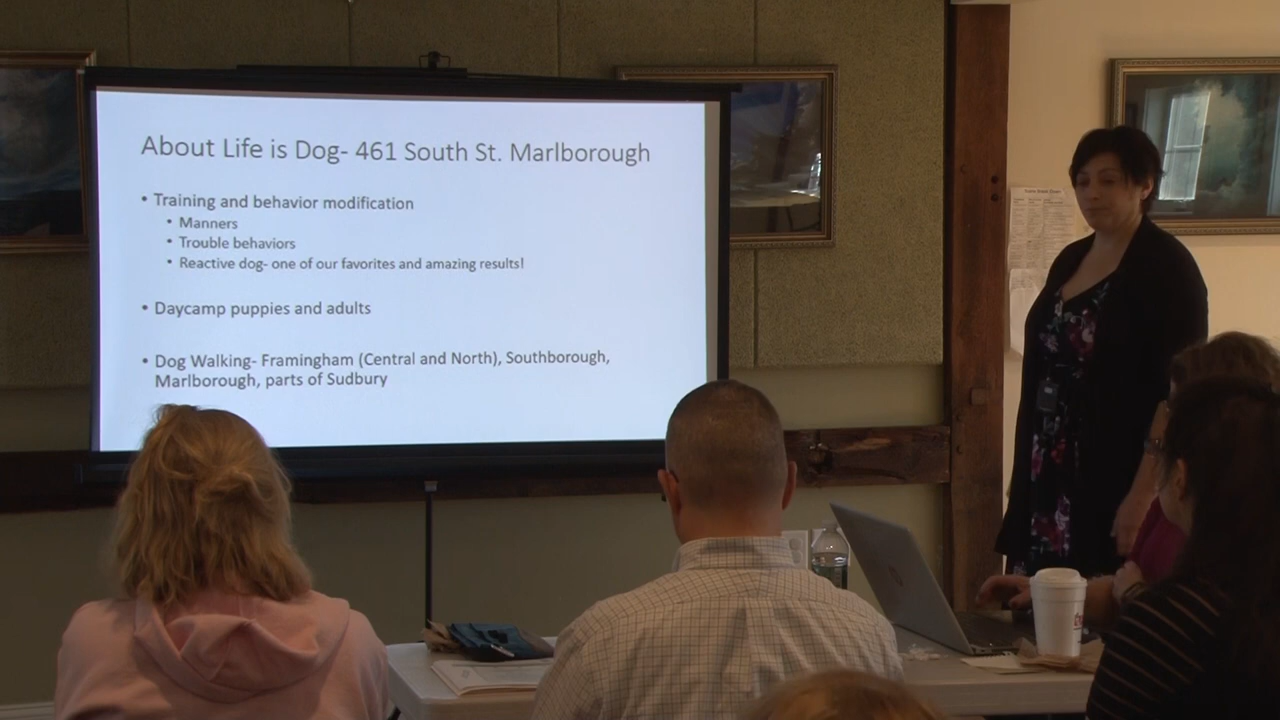 About Life is Dog- 461 South St. Marlborough
• Training and behavior modification
• Manners
• Trouble behaviors
• Reactive dog- one of our favorites and amazing results!
• Daycamp puppies and adults
• Dog Walking- Framingham (Central and North), Southborough,
Marlborough, parts of Sudbury